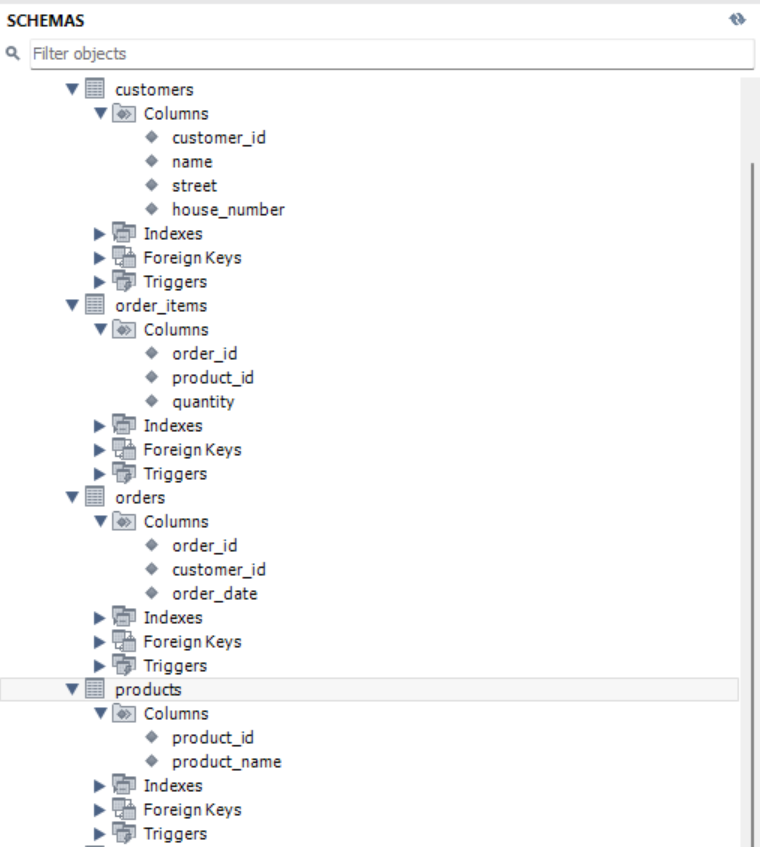 SCHEMAS
Filter objects
customers
Columns
customer_id
name
street
house_number
Indexes
Foreign Keys
Triggers
order_items
Columns
order_id
product_id
quantity
Indexes
Foreign Keys
Triggers
orders
Columns
order_id
customer_id
order_date
Indexes
Foreign Keys
Triggers
products
Columns
product_id
product_name
Indexes
Foreign Keys
Triggers